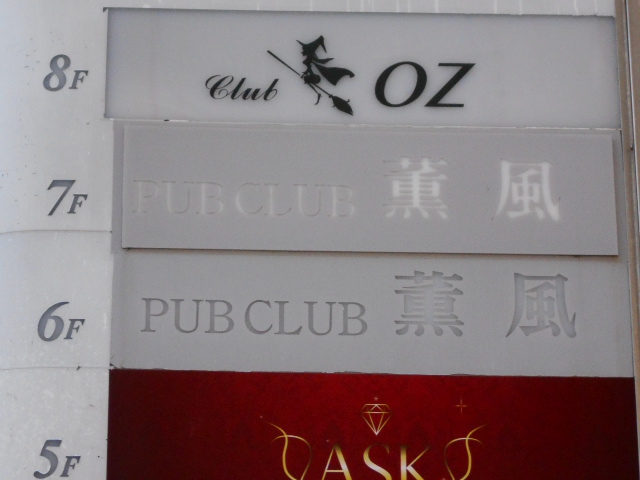 8F
Club OZ
7F
PUB CLUB 薫風
6F
PUB CLUB 薫風
5F
ASK